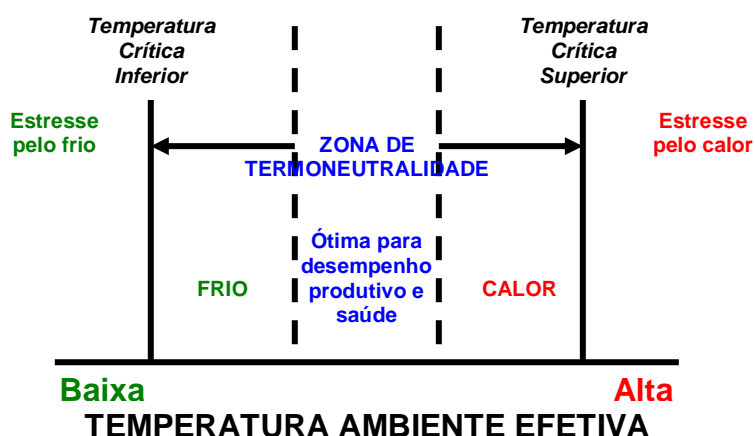 Temperatura
Crítica
Inferior
Temperatura
Crítica
Superior
Estresse
pelo frio
ZONA DE
TERMONEUTRALIDADE
Estresse
pelo calor
FRIO
Ótima para
desempenho
produtivo e
saúde
CALOR
Baixa
Alta
TEMPERATURA AMBIENTE EFETIVA